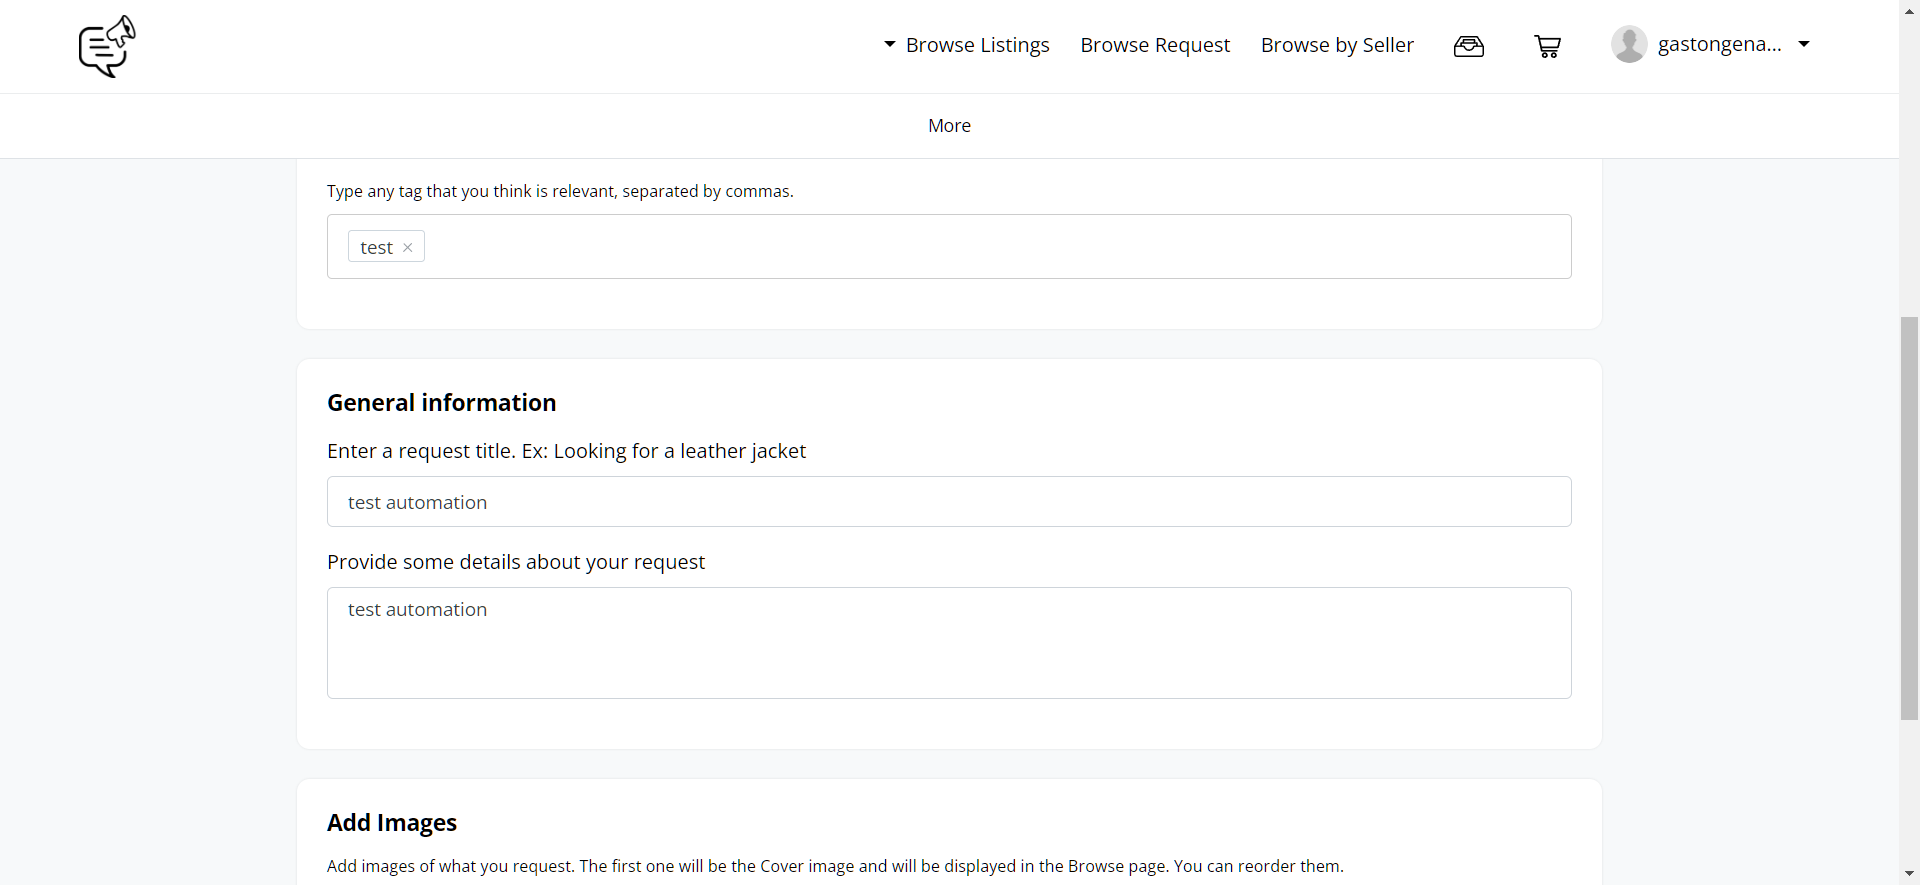 Browse Listings
Browse Request
Browse by Seller
gastongena...
More
Type any tag that you think is relevant, separated by commas.
test ×
General information
Enter a request title. Ex: Looking for a leather jacket
test automation
Provide some details about your request
test automation
Add Images
Add images of what you request. The first one will be the Cover image and will be displayed in the Browse page. You can reorder them.